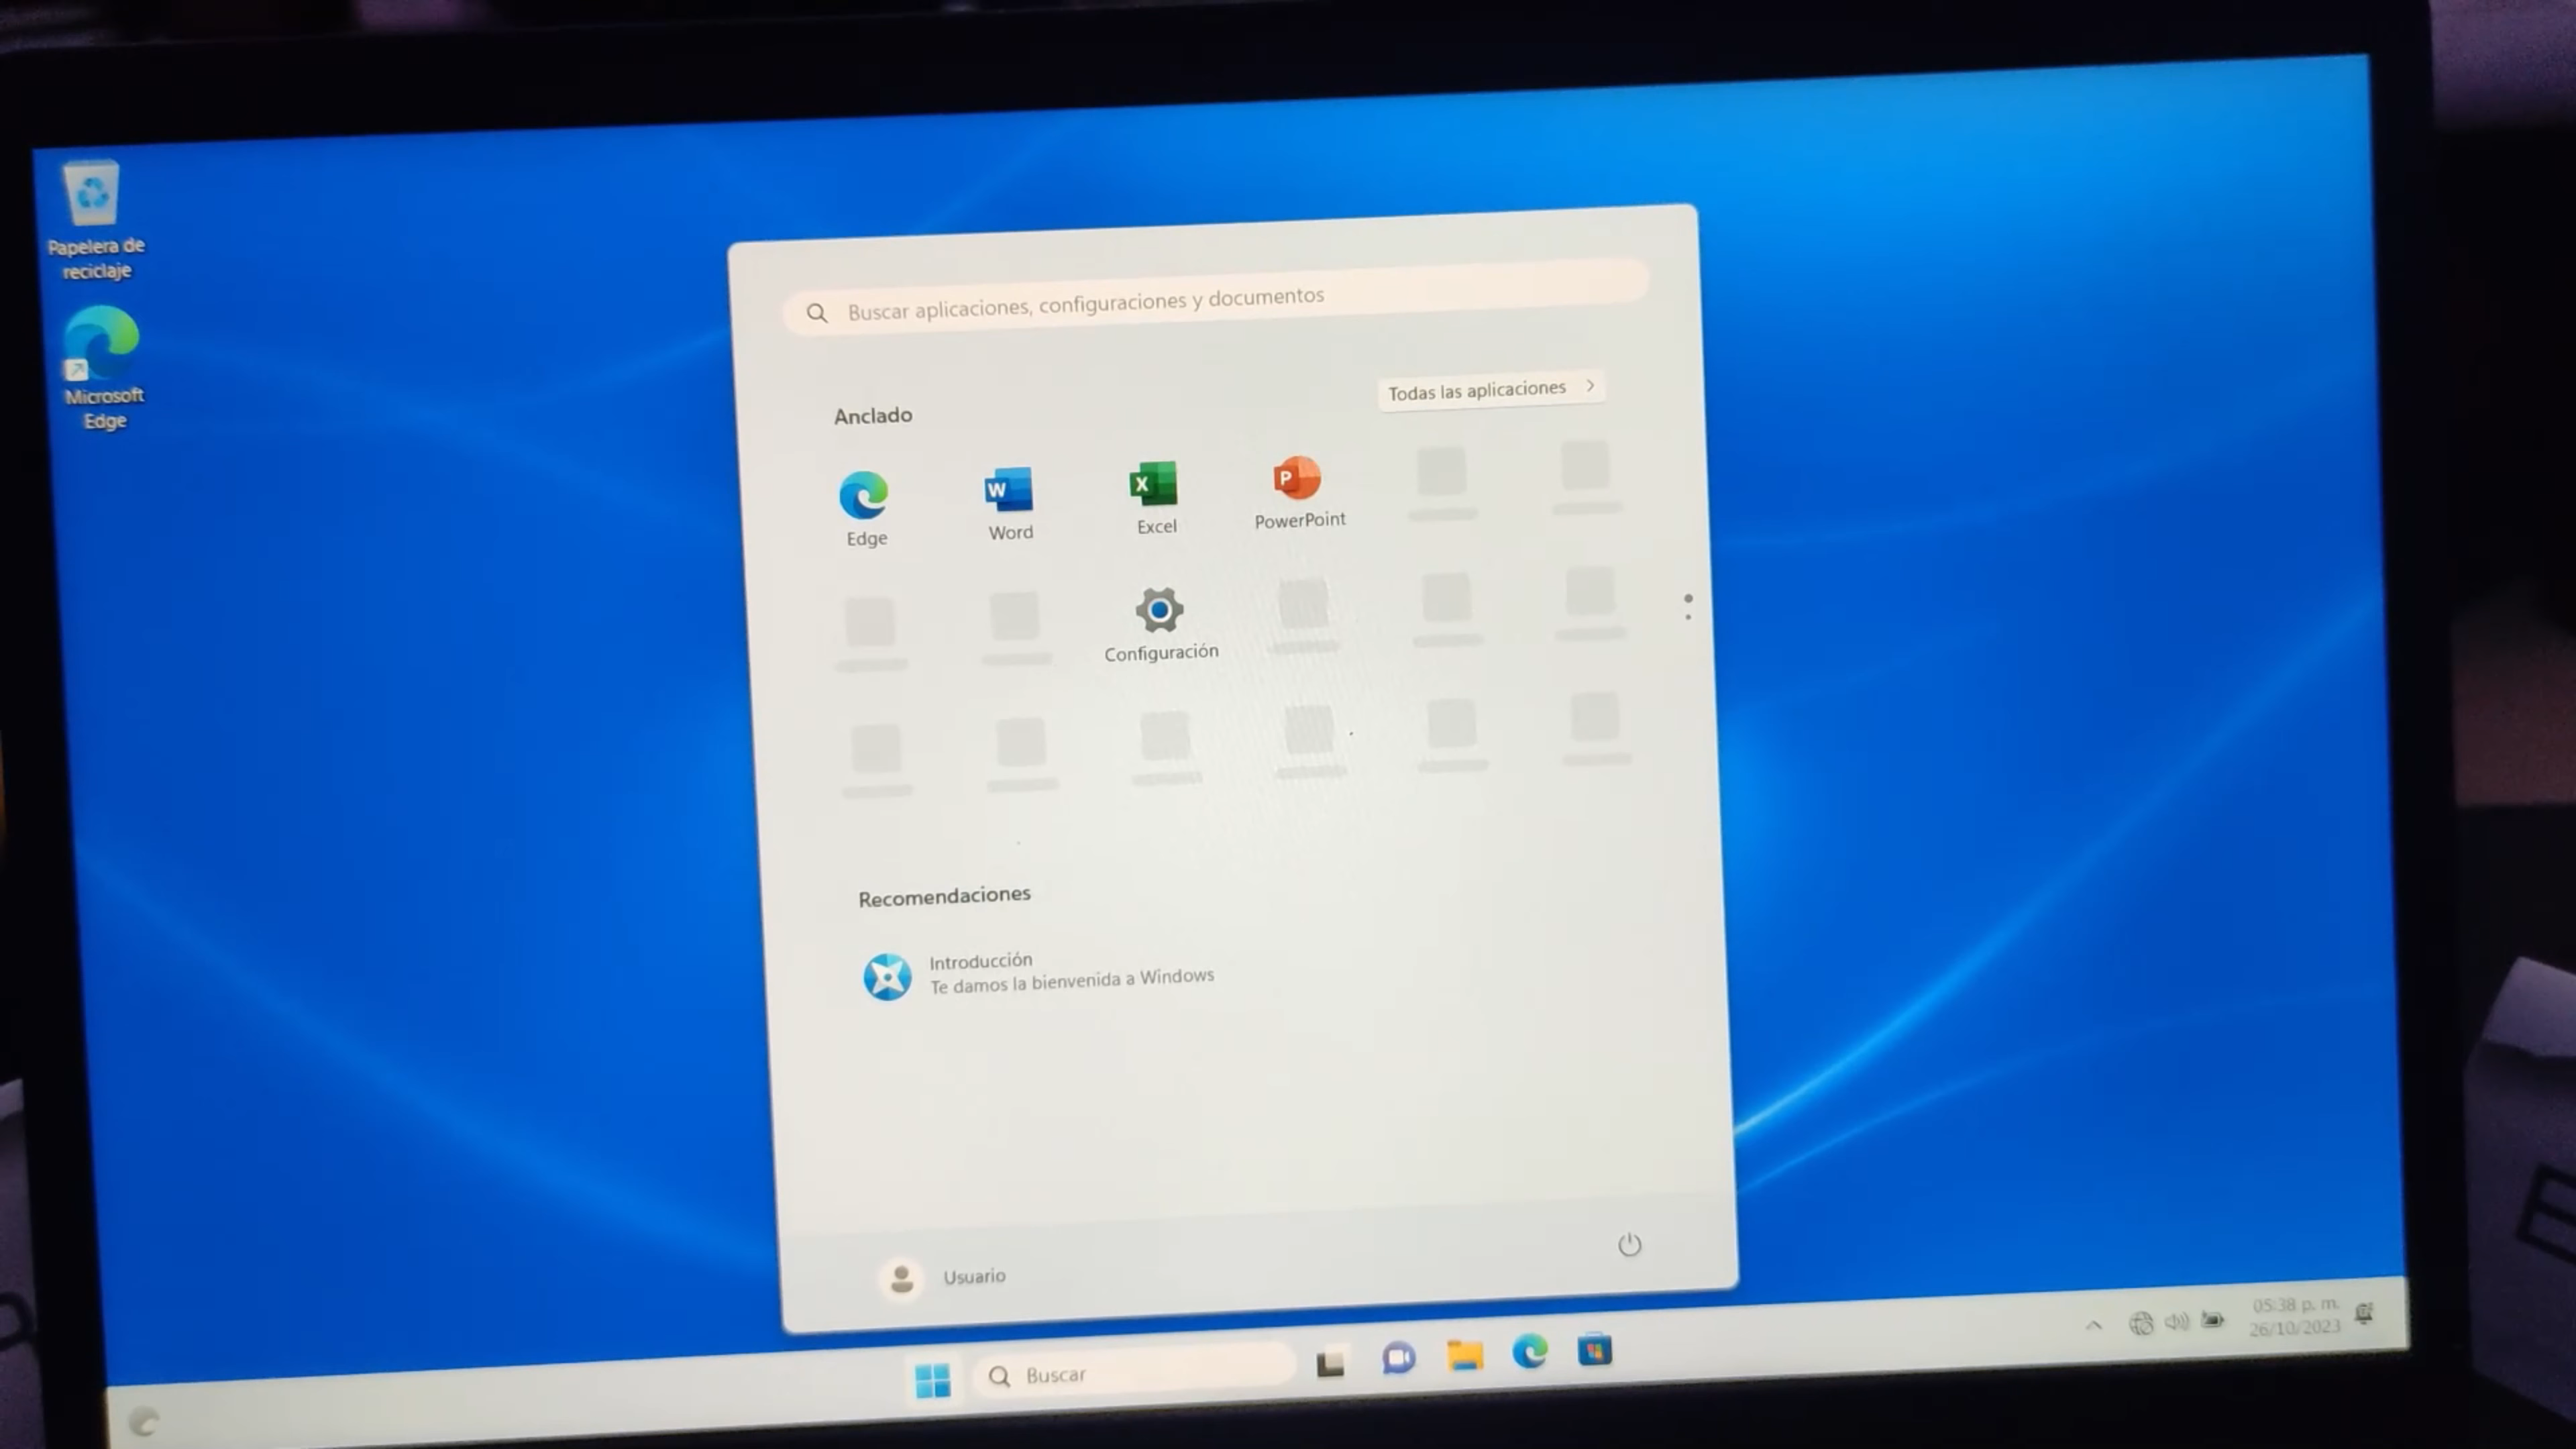 Papelera de
reciclaje
Microsoft
Edge
Buscar aplicaciones, configuraciones y documentos
Anclado
Todas las aplicaciones
Edge
Word
Excel
PowerPoint
Configuración
Recomendaciones
Introducción
Te damos la bienvenida a Windows
Usuario
Buscar
05:38 p. m.
26/10/2023